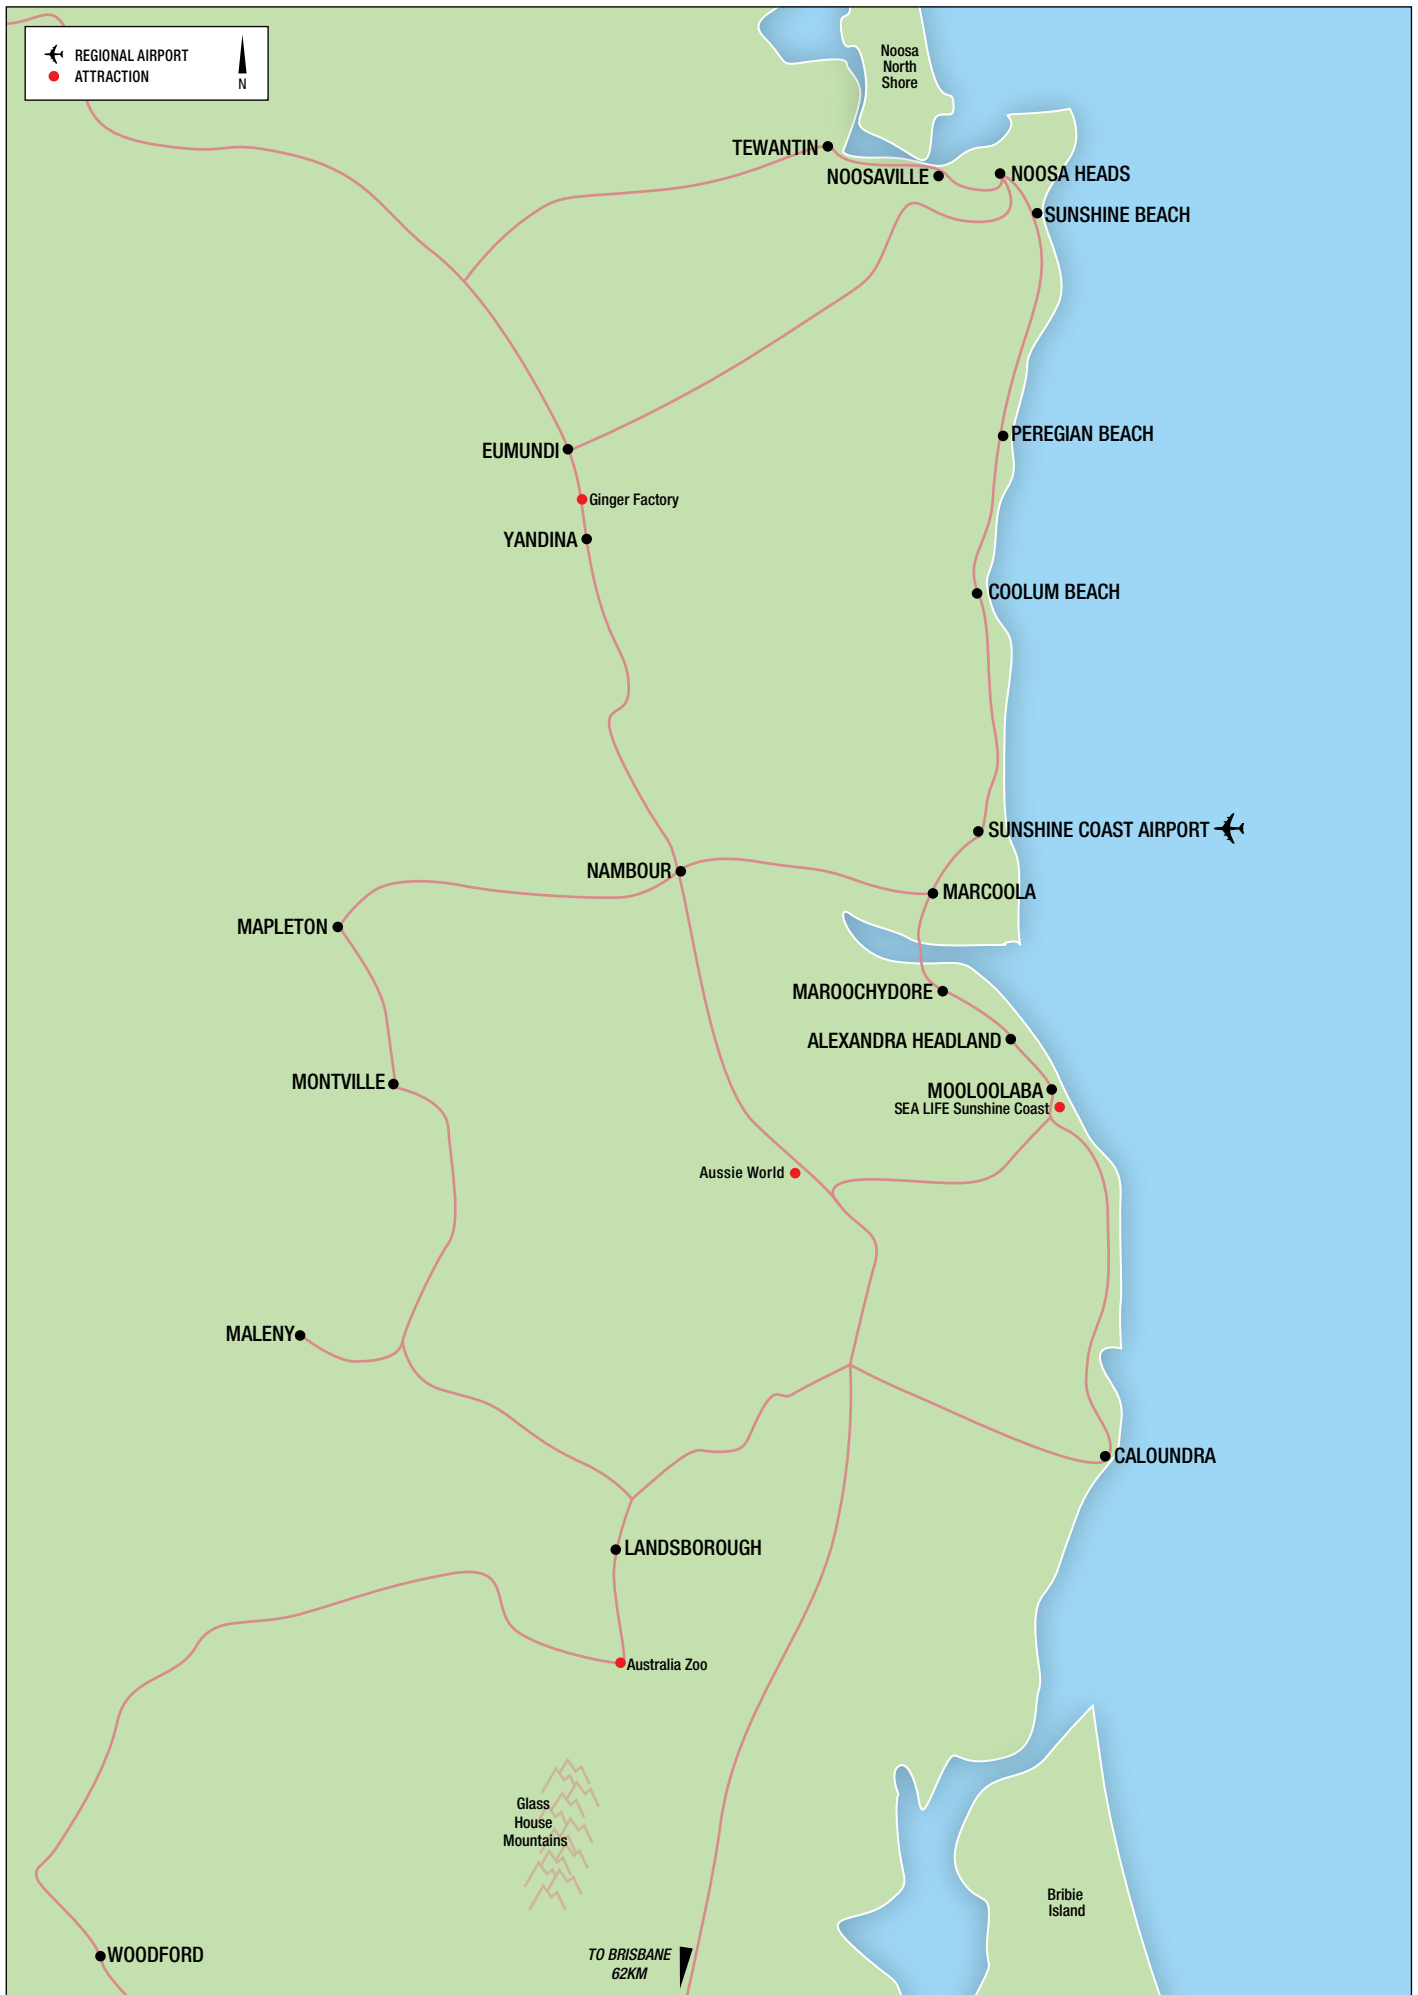 REGIONAL AIRPORT
ATTRACTION
N
Noosa
North
Shore
TEWANTIN
NOOSAVILLE
NOOSA HEADS
SUNSHINE BEACH
PEREGIAN BEACH
EUMUNDI
Ginger Factory
YANDINA
COOLUM BEACH
SUNSHINE COAST AIRPORT
NAMBOUR
MARCOOLA
MAPLETON
MAROOCHYDORE
ALEXANDRA HEADLAND
MONTVILLE
MOOLOOLABA
SEA LIFE Sunshine Coast
Aussie World
MALENY
CALOUNDRA
LANDSBOROUGH
Australia Zoo
Glass
House
Mountains
Bribie
Island
WOODFORD
TO BRISBANE
62KM